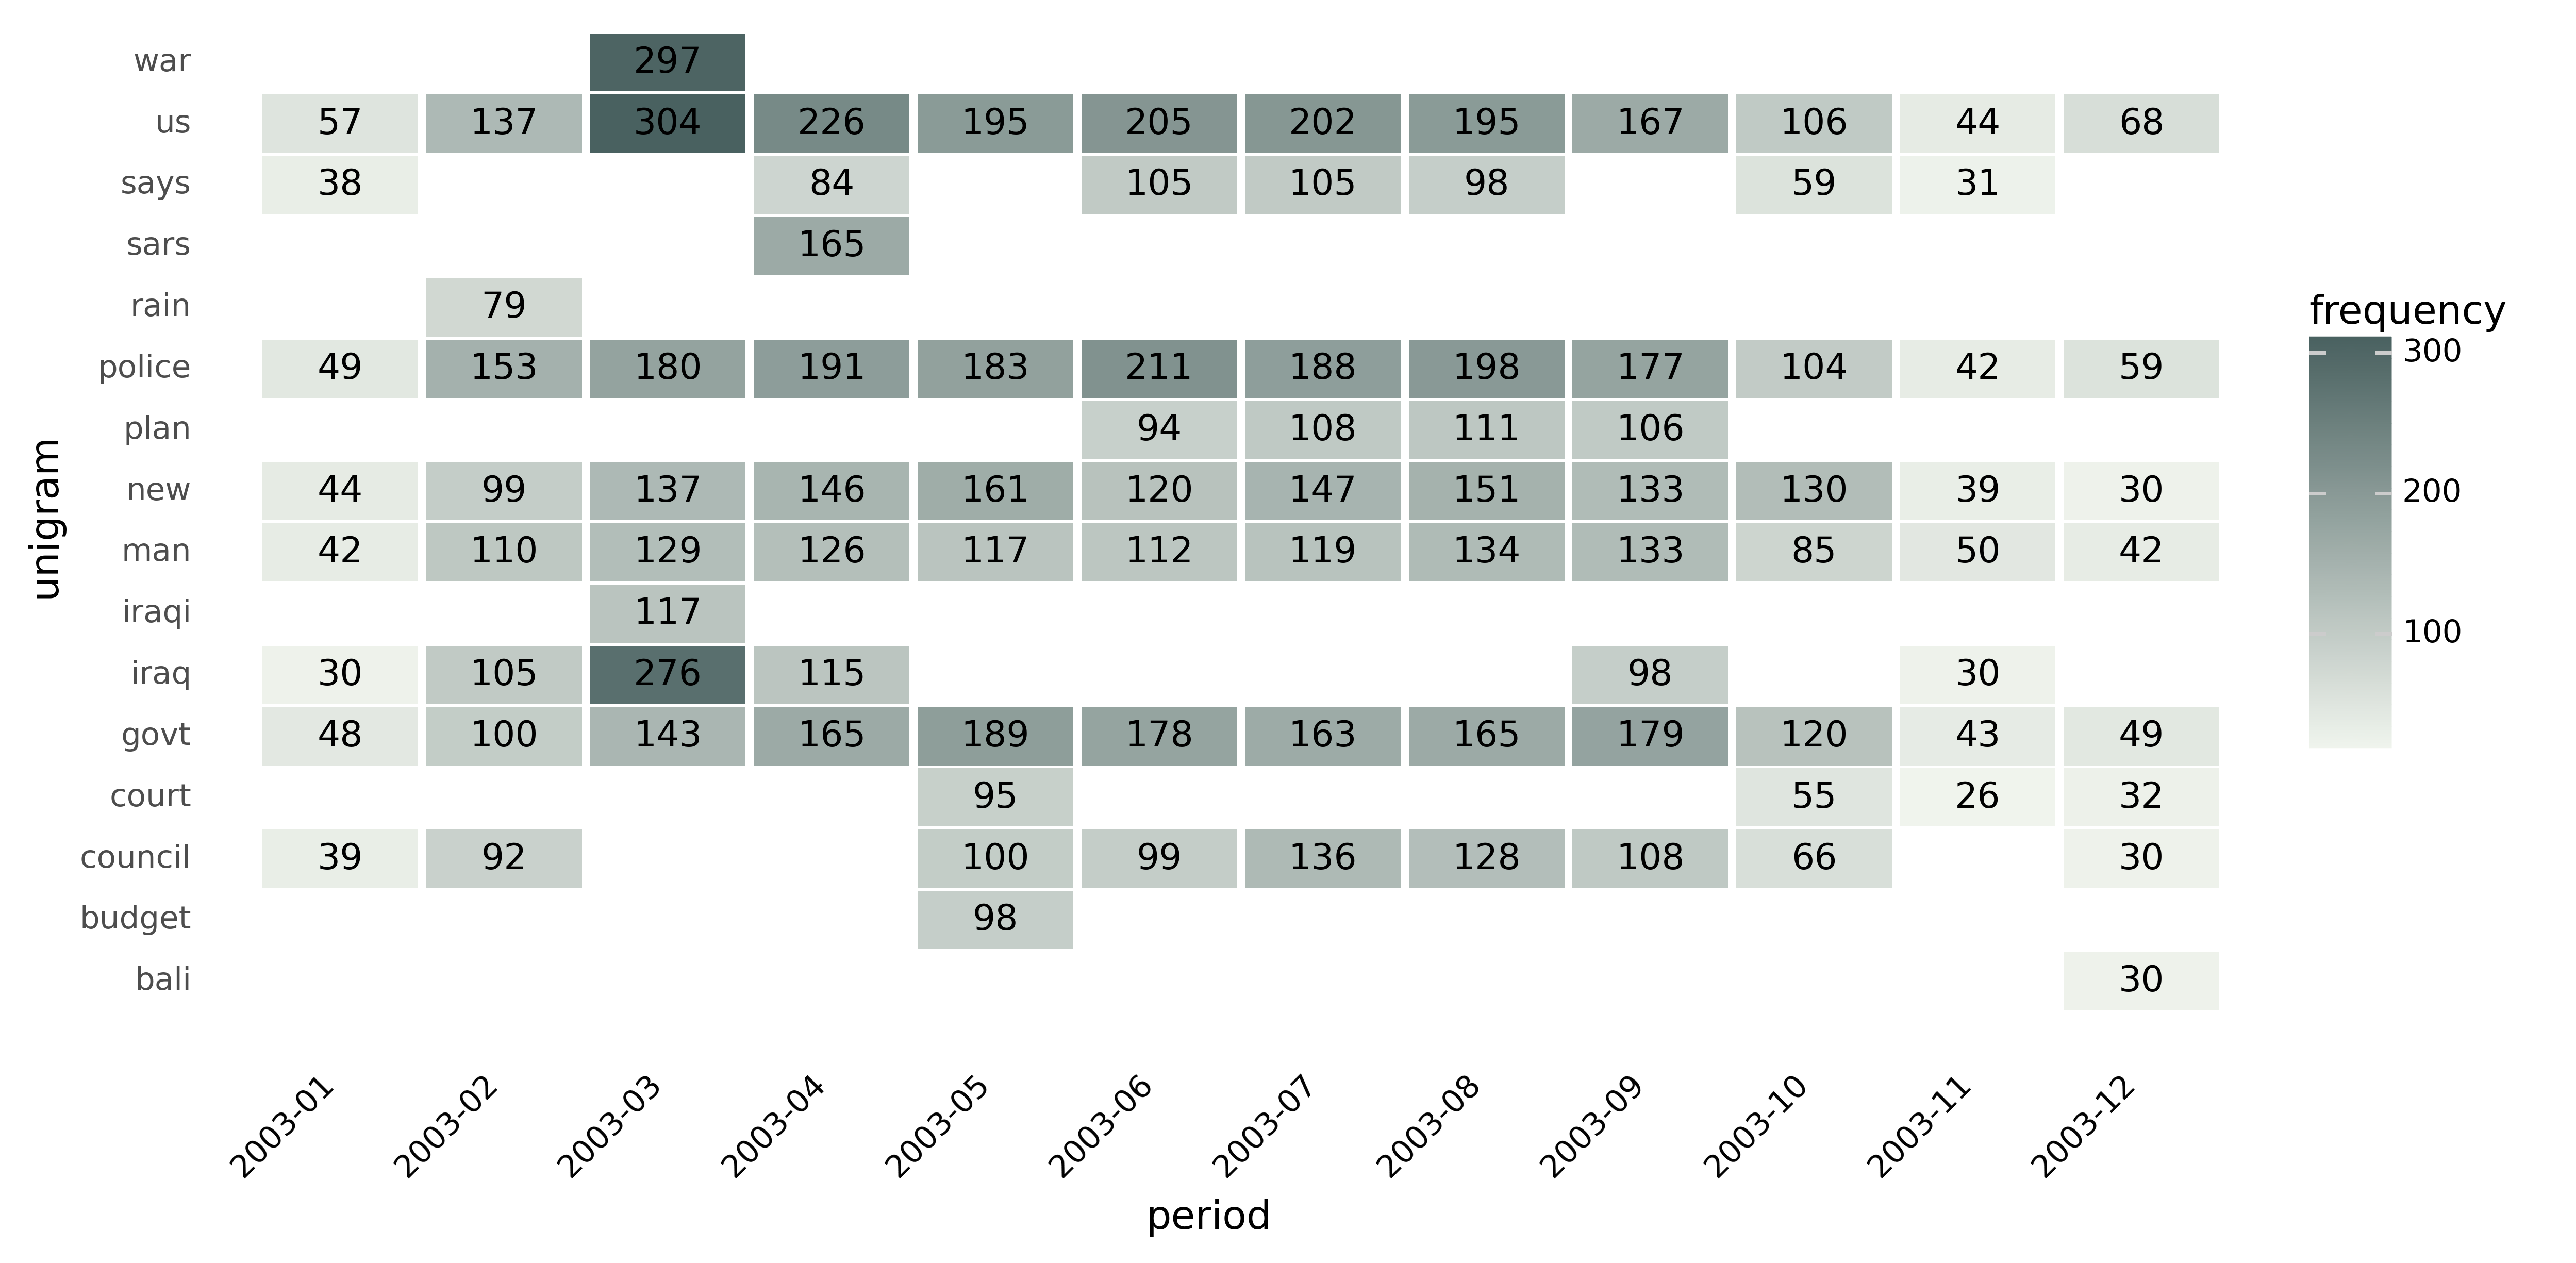 war 297
us 57 137 304 226 195 205 202 195 167 106 44 68
says 38 84 105 105 98 59 31
sars 165
rain 79
police 49 153 180 191 183 211 188 198 177 104 42 59
plan 94 108 111 106
new 44 99 137 146 161 120 147 151 133 130 39 30
man 42 110 129 126 117 112 119 134 133 85 50 42
iraqi 117
iraq 30 105 276 115 98 30
govt 48 100 143 165 189 178 163 165 179 120 43 49
court 95 55 26 32
council 39 92 100 99 136 128 108 66 30
budget 98
bali 30
unigram
2003-01 2003-02 2003-03 2003-04 2003-05 2003-06 2003-07 2003-08 2003-09 2003-10 2003-11 2003-12
period
frequency
300
200
100